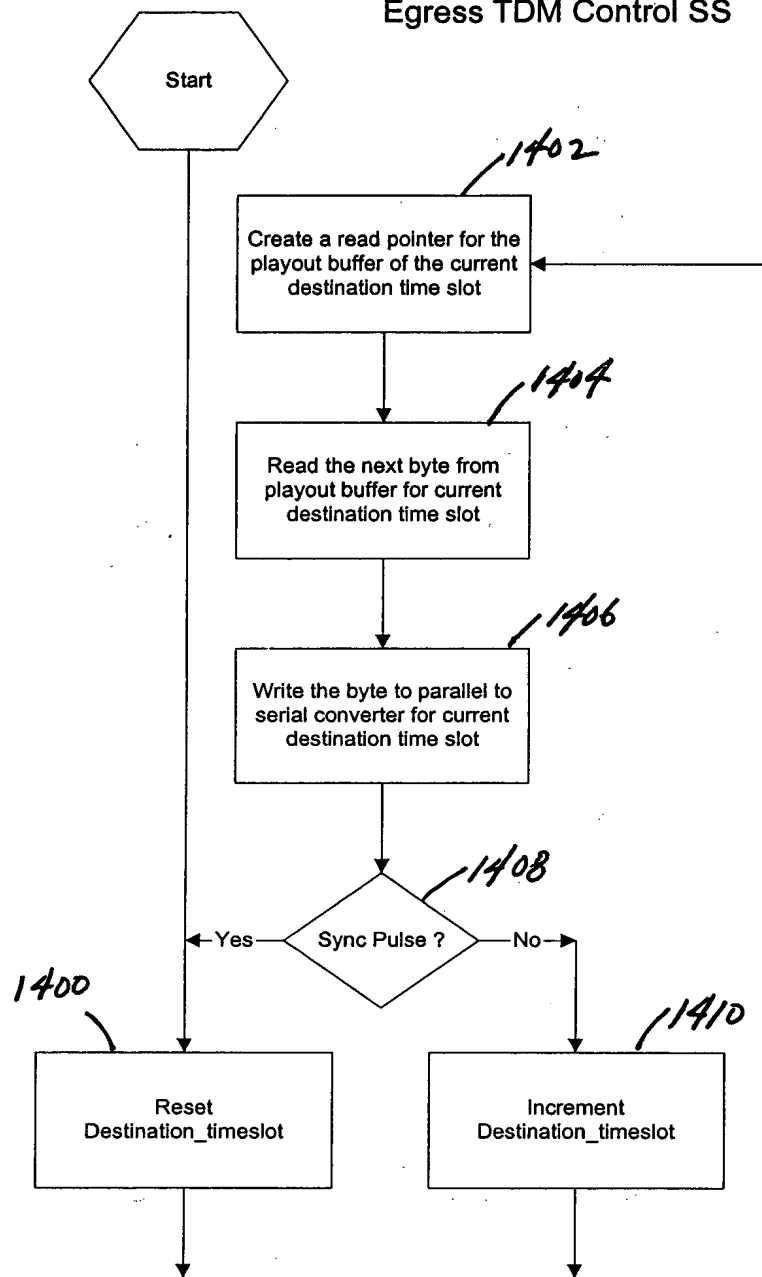 Egress TDM Control SS
Start
1402
Create a read pointer for the
playout buffer of the current
destination time slot
1404
Read the next byte from
playout buffer for current
destination time slot
1406
Write the byte to parallel to
serial converter for current
destination time slot
1408
Yes
Sync Pulse ?
No
1400
1410
Reset
Destination_timeslot
Increment
Destination_timeslot